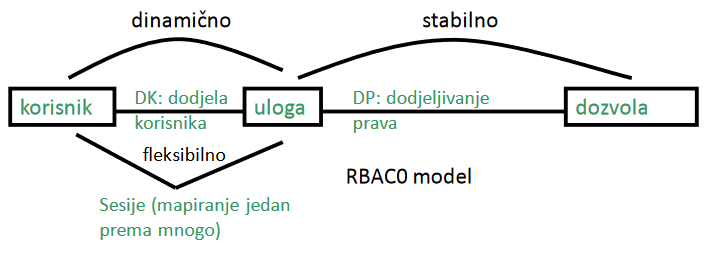 dinamično
stabilno
korisnik
DK: dodjela
korisnika
uloga
DP: dodjeljivanje
prava
dozvola
fleksibilno
RBAC0 model
Sesije (mapiranje jedan
prema mnogo)